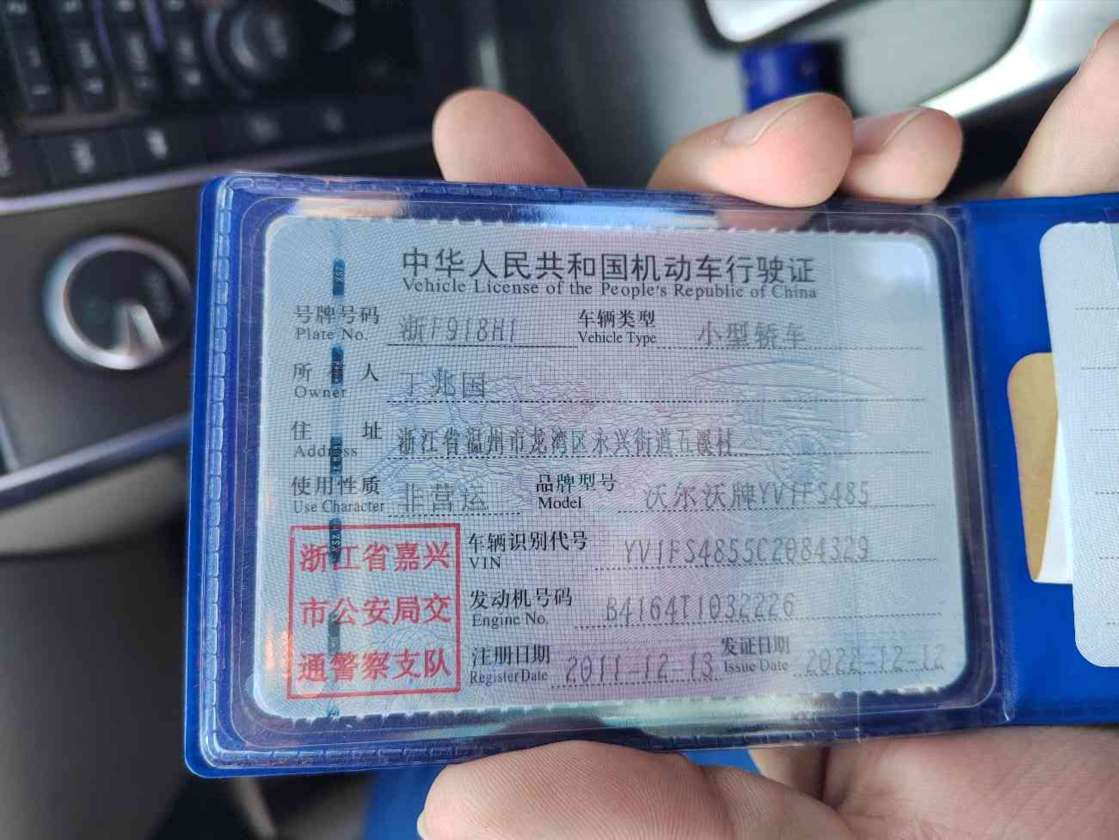 中华人民共和国机动车行驶证
Vehicle License of the People's Republic of China
号牌号码 浙F918H1 车辆类型 小型轿车
Plate No. Vehicle Type
所有人 丁兆国
Owner
住址 浙江省温州市龙湾区永兴街道五溪村
Address
使用性质 非营运 品牌型号 沃尔沃牌YV1FS485
Use Character Model
浙江省嘉兴
市公安局交
通警察支队
车辆识别代号 YV1FS4855C2084329
VIN
发动机号码 B4164T1032226
Engine No.
注册日期 2011-12-13 发证日期 2022-12-12
Register Date Issue Date